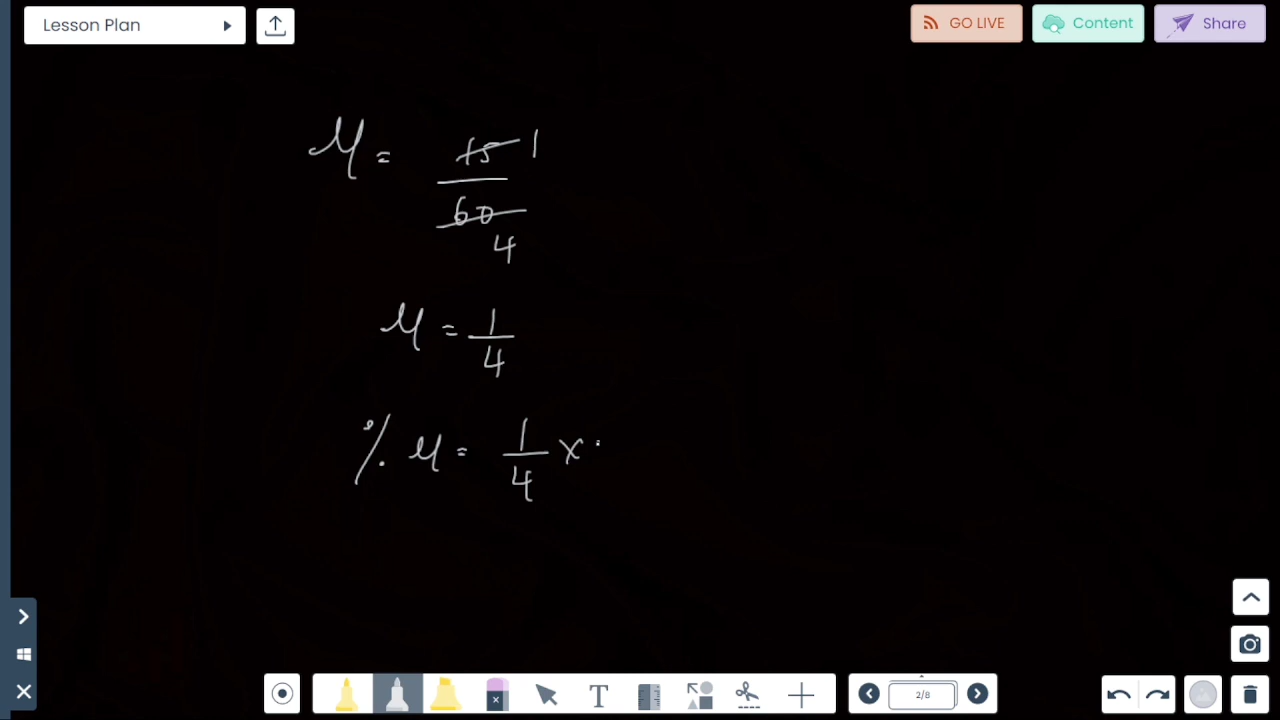 Lesson Plan
GO LIVE
Content
Share
μ = 15/60 1
4
μ = 1/4
% μ = 1/4 x
2/8